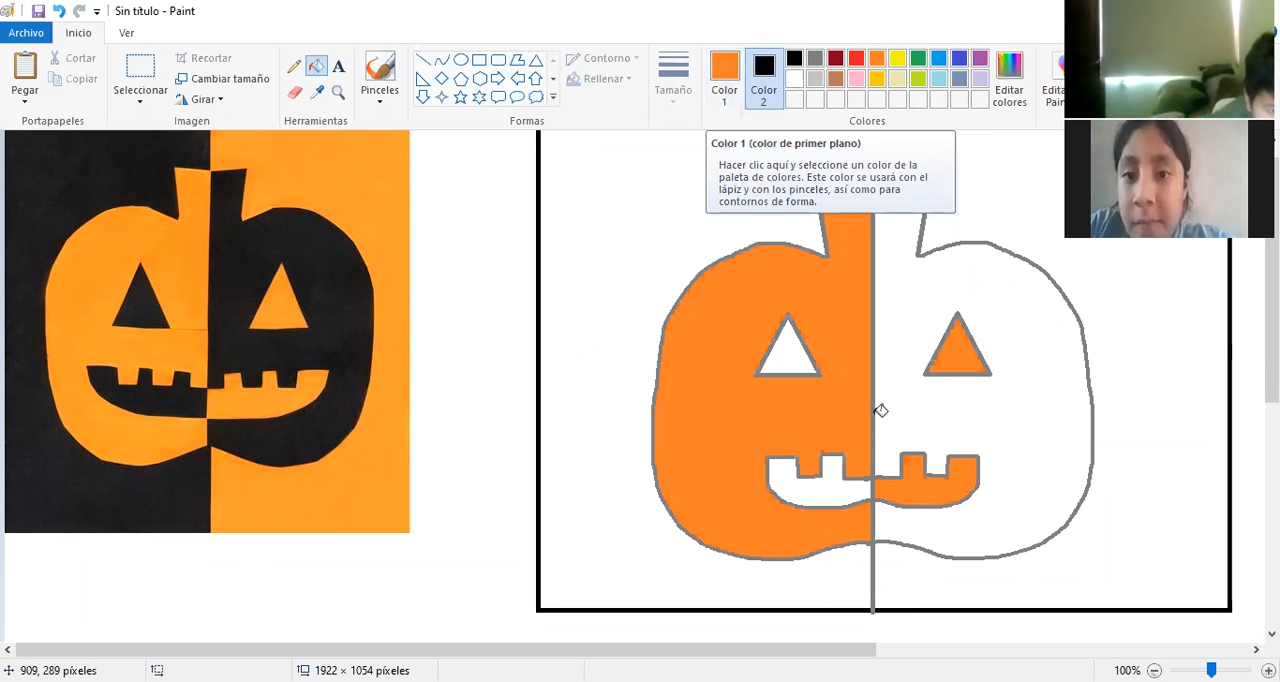 Sin título - Paint
Archivo
Inicio
Ver
Pegar
Cortar
Copiar
Portapapeles
Seleccionar
Recortar
Cambiar tamaño
Girar
Imagen
A
Herramientas
Pinceles
Formas
Contorno
Rellenar
Tamaño
Color
1
Color
2
Editar
colores
Colores
Color 1 (color de primer plano)
Hacer clic aquí y seleccione un color de la
paleta de colores. Este color se usará con el
lápiz y con los pinceles, así como para
contornos de forma.
909, 289 píxeles
1922 × 1054 píxeles
100%